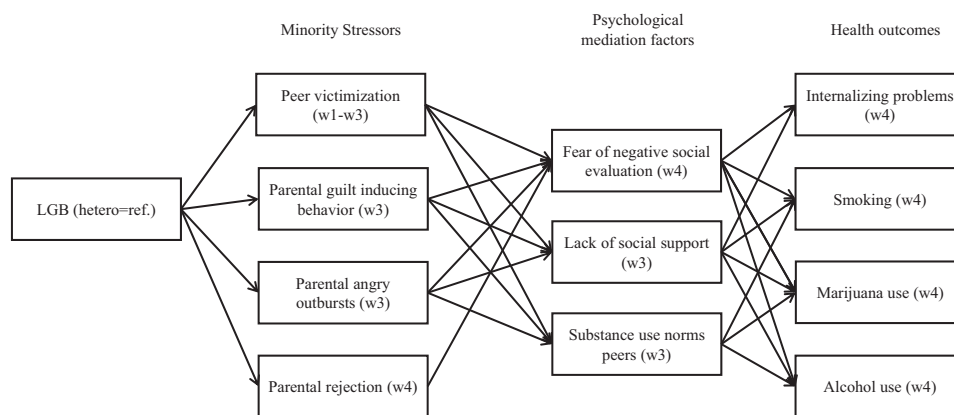 Minority Stressors
Psychological
mediation factors
Health outcomes
LGB (hetero=ref.)
Peer victimization
(w1-w3)
Parental guilt inducing
behavior (w3)
Parental angry
outbursts (w3)
Parental rejection (w4)
Fear of negative social
evaluation (w4)
Lack of social support
(w3)
Substance use norms
peers (w3)
Internalizing problems
(w4)
Smoking (w4)
Marijuana use (w4)
Alcohol use (w4)